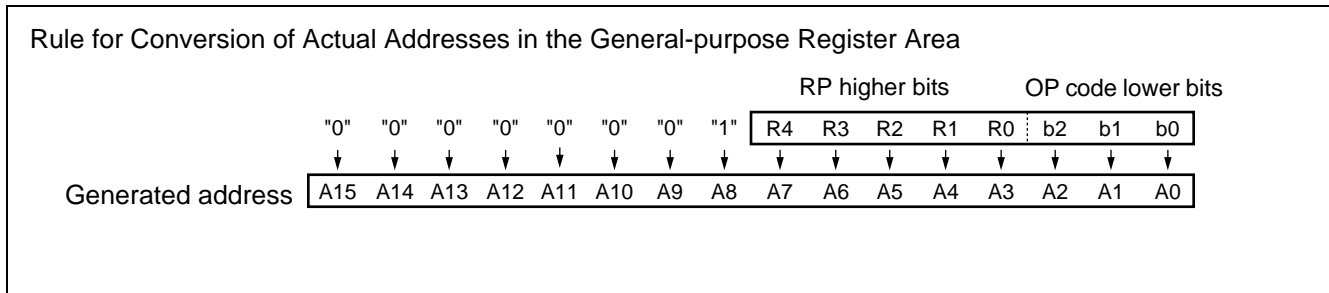 Rule for Conversion of Actual Addresses in the General-purpose Register Area
RP higher bits OP code lower bits
"0" "0" "0" "0" "0" "0" "0" "1" R4 R3 R2 R1 R0 b2 b1 b0
Generated address A15 A14 A13 A12 A11 A10 A9 A8 A7 A6 A5 A4 A3 A2 A1 A0